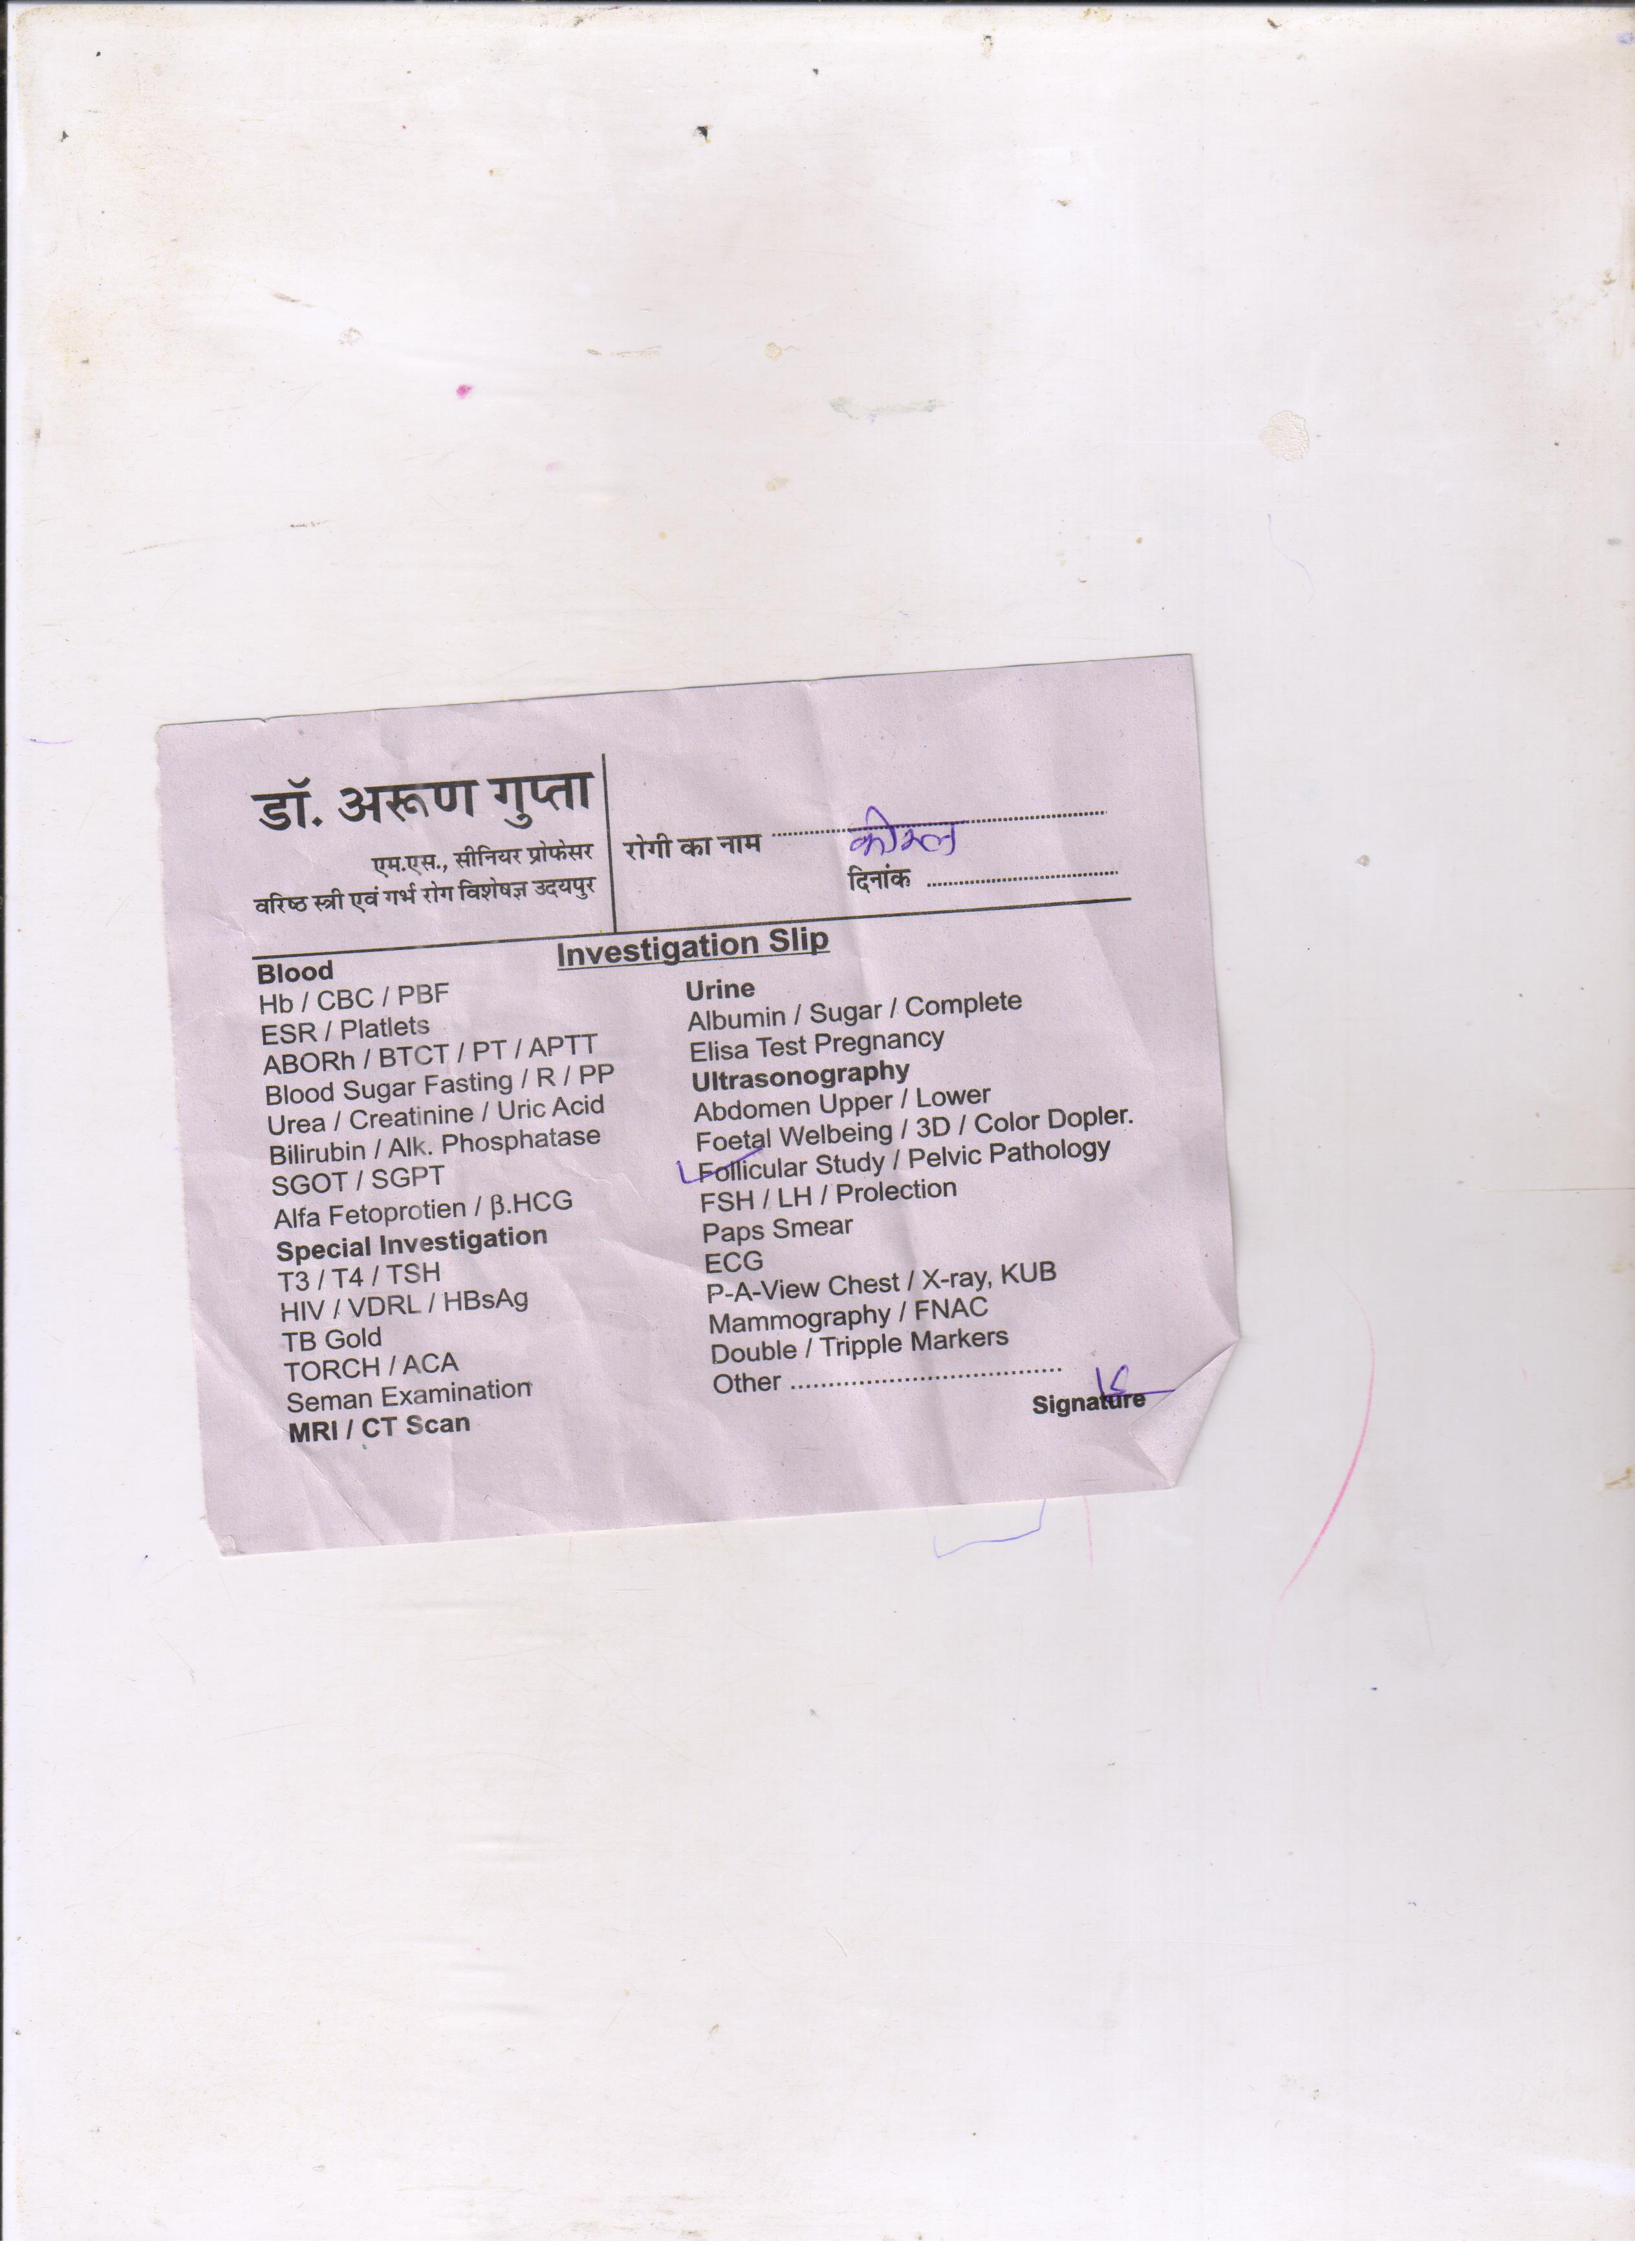 डॉ. अरूण गुप्ता
एम.एस., सीनियर प्रोफेसर
वरिष्ठ स्त्री एवं गर्भ रोग विशेषज्ञ उदयपुर
रोगी का नाम कोमल
दिनांक
Investigation Slip
Blood
Hb / CBC / PBF
ESR / Platlets
ABORh / BTCT / PT / APTT
Blood Sugar Fasting / R / PP
Urea / Creatinine / Uric Acid
Bilirubin / Alk. Phosphatase
SGOT / SGPT
Alfa Fetoprotien / β.HCG
Special Investigation
T3 / T4 / TSH
HIV / VDRL / HBsAg
TB Gold
TORCH / ACA
Seman Examination
MRI / CT Scan
Urine
Albumin / Sugar / Complete
Elisa Test Pregnancy
Ultrasonography
Abdomen Upper / Lower
Foetal Welbeing / 3D / Color Dopler.
Follicular Study / Pelvic Pathology
FSH / LH / Prolection
Paps Smear
ECG
P-A-View Chest / X-ray, KUB
Mammography / FNAC
Double / Tripple Markers
Other ....................................
Signature